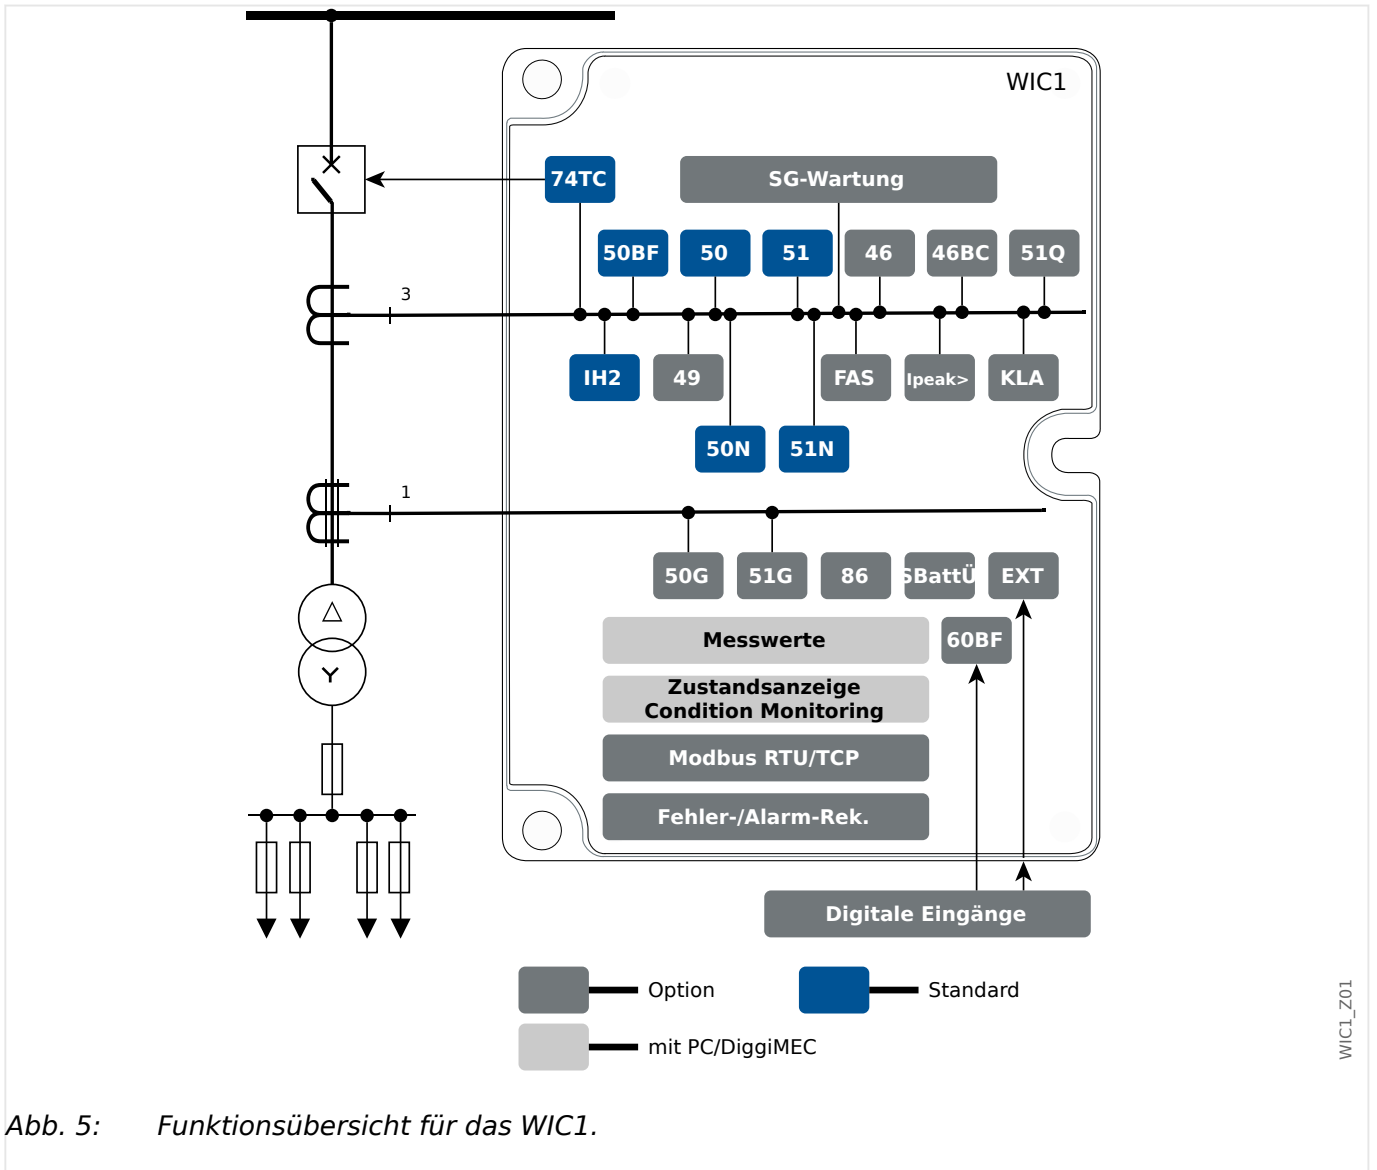 WIC1
74TC
SG-Wartung
50BF
50
51
46
46BC
51Q
3
IH2
49
FAS
Ipeak>
KLA
50N
51N
1
50G
51G
86
SBattÜ
EXT
Messwerte
60BF
Zustandsanzeige
Condition Monitoring
Modbus RTU/TCP
Fehler-/Alarm-Rek.
Digitale Eingänge
Option
Standard
mit PC/DiggiMEC
WIC1_Z01
Abb. 5: Funktionsübersicht für das WIC1.